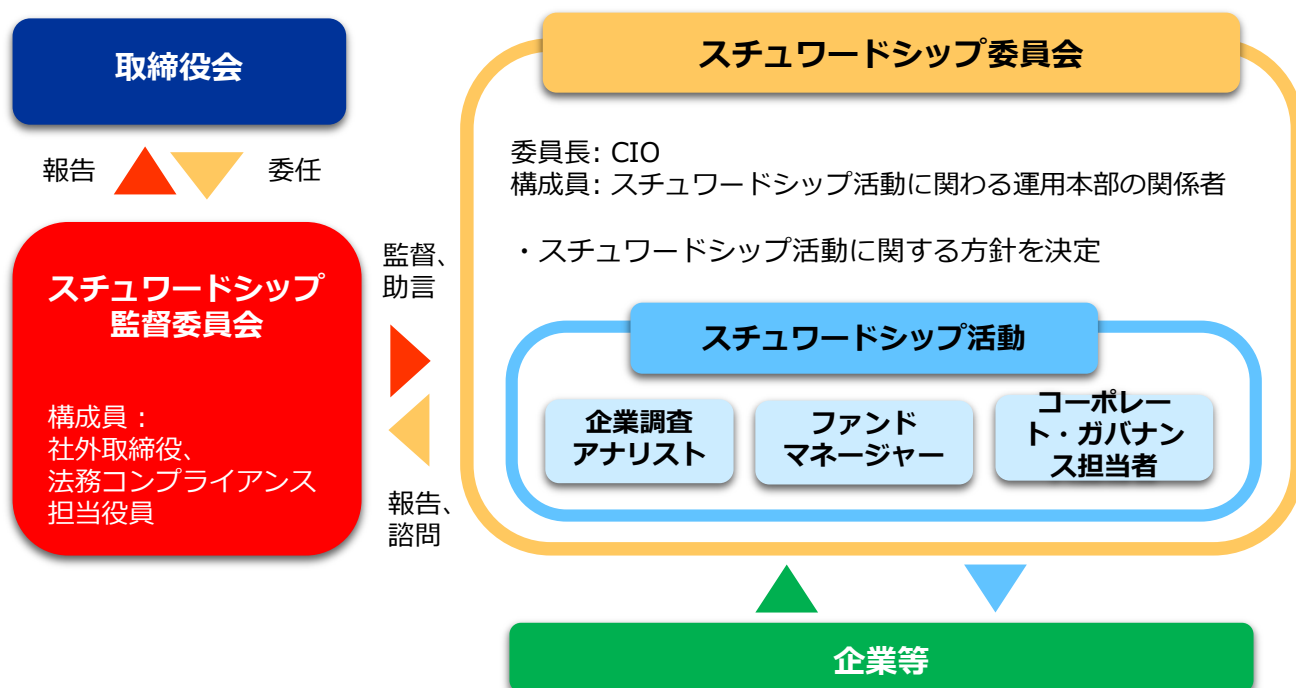 取締役会
報告
委任
スチュワードシップ
監督委員会
構成員：
社外取締役、
法務コンプライアンス
担当役員
監督、
助言
報告、
諮問
スチュワードシップ委員会
委員長: CIO
構成員: スチュワードシップ活動に関わる運用本部の関係者
・スチュワードシップ活動に関する方針を決定
スチュワードシップ活動
企業調査
アナリスト
ファンド
マネージャー
コーポレー
ト・ガバナン
ス担当者
企業等